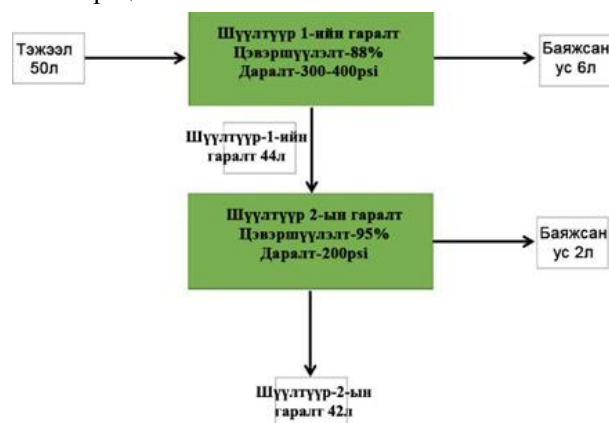 Тэжээл
50л
Шүүлтүүр 1-ийн гаралт
Цэвэршүүлэлт-88%
Даралт-300-400psi
Баяжсан
ус 6л
Шүүлтүүр-1-ийн
гаралт 44л
Шүүлтүүр 2-ын гаралт
Цэвэршүүлэлт-95%
Даралт-200psi
Баяжсан
ус 2л
Шүүлтүүр-2-ын
гаралт 42л